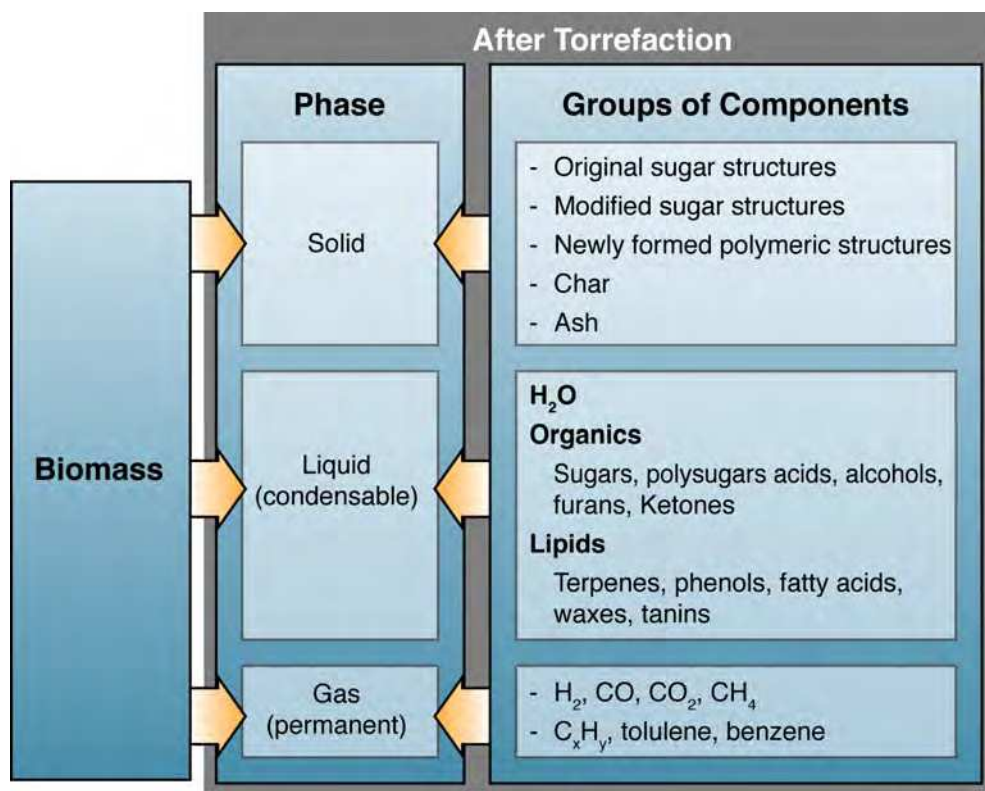 After Torrefaction
Phase
Groups of Components
Biomass
Solid
- Original sugar structures
- Modified sugar structures
- Newly formed polymeric structures
- Char
- Ash
Liquid
(condensable)
H₂O
Organics
Sugars, polysugars acids, alcohols,
furans, Ketones
Lipids
Terpenes, phenols, fatty acids,
waxes, tanins
Gas
(permanent)
- H₂, CO, CO₂, CH₄
- CₓHᵧ, tolulene, benzene